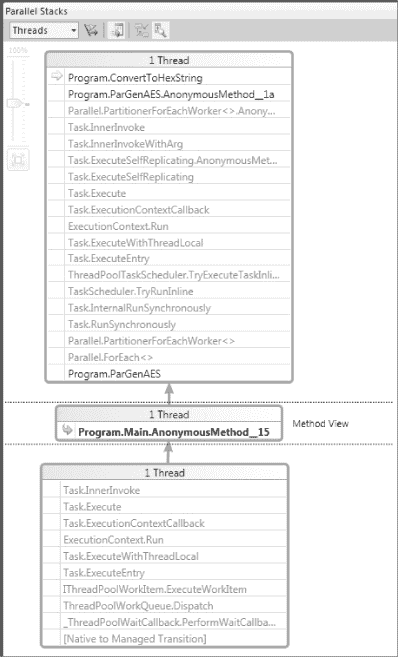 Parallel Stacks
Threads
100%
1 Thread
Program.ConvertToHexString
Program.ParGenAES.AnonymousMethod__1a
Parallel.PartitionerForEachWorker<>.Anony...
Task.InnerInvoke
Task.InnerInvokeWithArg
Task.ExecuteSelfReplicating.AnonymousMet...
Task.ExecuteSelfReplicating
Task.Execute
Task.ExecutionContextCallback
ExecutionContext.Run
Task.ExecuteWithThreadLocal
Task.ExecuteEntry
ThreadPoolTaskScheduler.TryExecuteTaskInli...
TaskScheduler.TryRunInline
Task.InternalRunSynchronously
Task.RunSynchronously
Parallel.PartitionerForEachWorker<>
Parallel.ForEach<>
Program.ParGenAES
1 Thread
Program.Main.AnonymousMethod__15
Method View
1 Thread
Task.InnerInvoke
Task.Execute
Task.ExecutionContextCallback
ExecutionContext.Run
Task.ExecuteWithThreadLocal
Task.ExecuteEntry
IThreadPoolWorkItem.ExecuteWorkItem
ThreadPoolWorkQueue.Dispatch
_ThreadPoolWaitCallback.PerformWaitCallba...
[Native to Managed Transition]